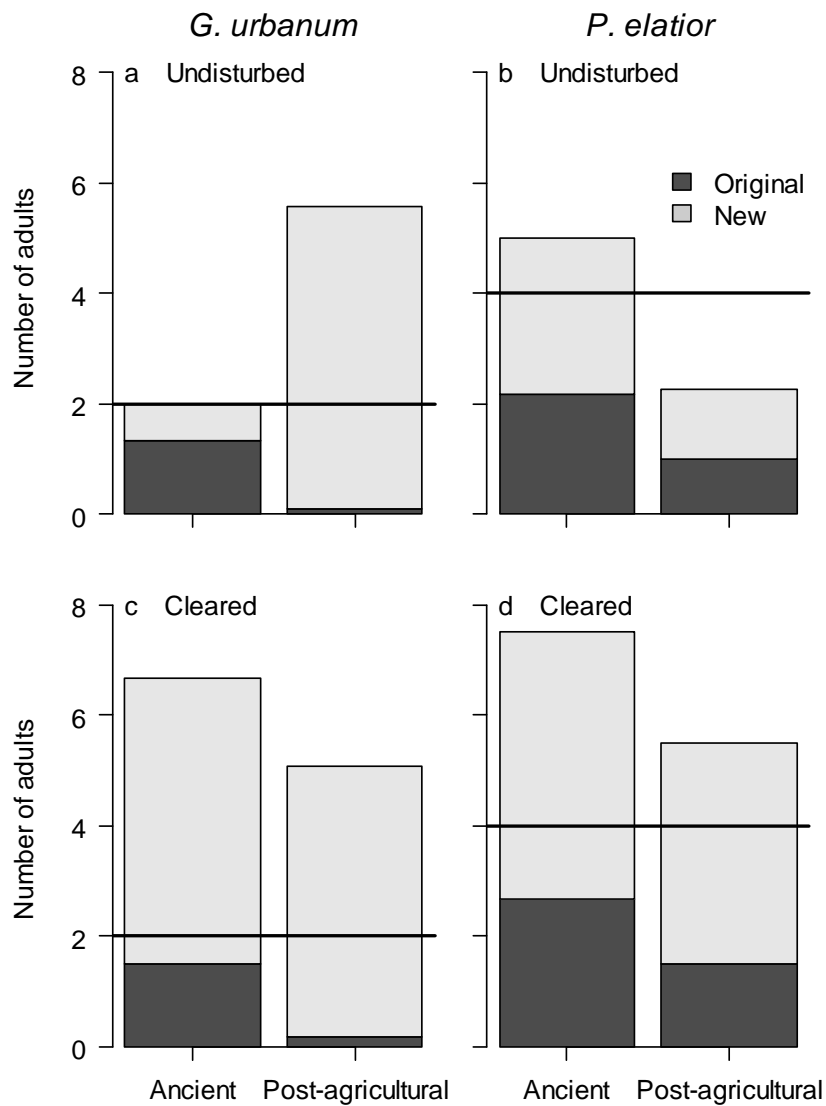 G. urbanum
P. elatior
a Undisturbed
b Undisturbed
Number of adults
8
6
4
2
0
Original
New
c Cleared
d Cleared
Number of adults
8
6
4
2
0
Ancient Post-agricultural
Ancient Post-agricultural